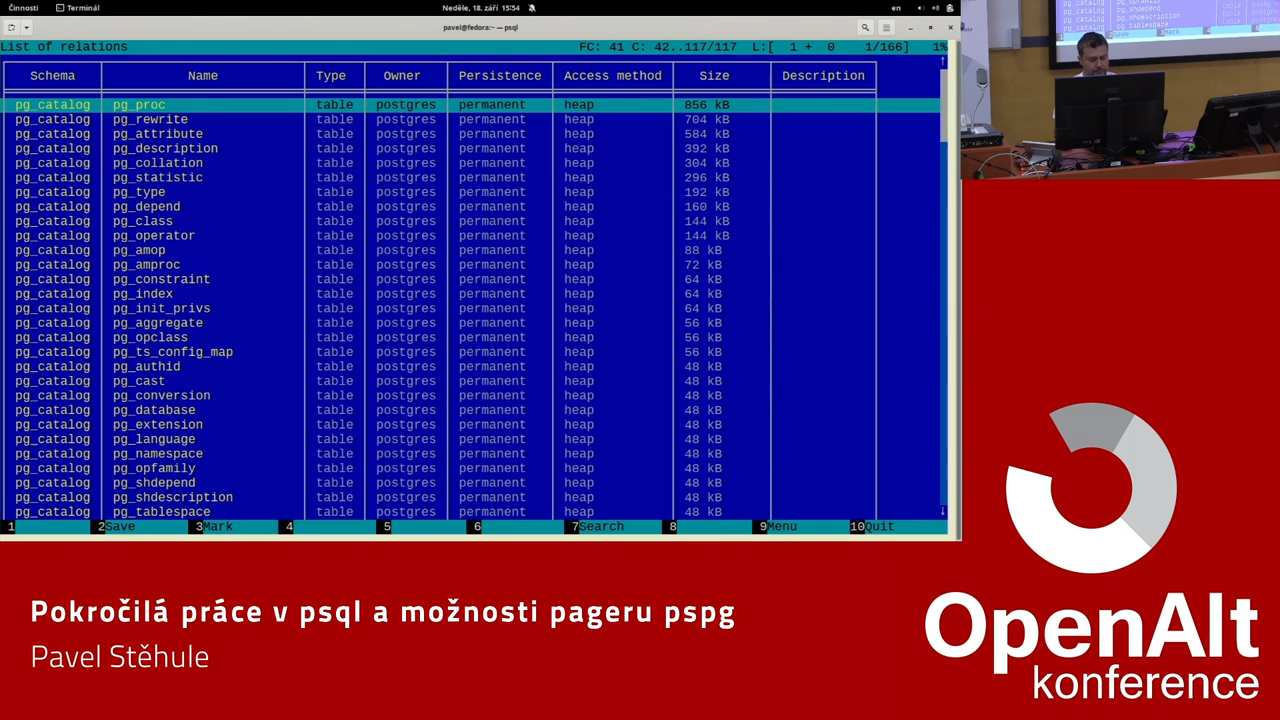 Činnosti Terminál Neděle, 18. září 15:54 en
pavel@fedora:~ — psql
List of relations FC: 41 C: 42..117/117 L:[ 1 + 0 1/166] 1%
Schema Name Type Owner Persistence Access method Size Description
pg_catalog pg_proc table postgres permanent heap 856 kB
pg_catalog pg_rewrite table postgres permanent heap 704 kB
pg_catalog pg_attribute table postgres permanent heap 584 kB
pg_catalog pg_description table postgres permanent heap 392 kB
pg_catalog pg_collation table postgres permanent heap 304 kB
pg_catalog pg_statistic table postgres permanent heap 296 kB
pg_catalog pg_type table postgres permanent heap 192 kB
pg_catalog pg_depend table postgres permanent heap 160 kB
pg_catalog pg_class table postgres permanent heap 144 kB
pg_catalog pg_operator table postgres permanent heap 144 kB
pg_catalog pg_amop table postgres permanent heap 88 kB
pg_catalog pg_amproc table postgres permanent heap 72 kB
pg_catalog pg_constraint table postgres permanent heap 64 kB
pg_catalog pg_index table postgres permanent heap 64 kB
pg_catalog pg_init_privs table postgres permanent heap 64 kB
pg_catalog pg_aggregate table postgres permanent heap 56 kB
pg_catalog pg_opclass table postgres permanent heap 56 kB
pg_catalog pg_ts_config_map table postgres permanent heap 56 kB
pg_catalog pg_authid table postgres permanent heap 48 kB
pg_catalog pg_cast table postgres permanent heap 48 kB
pg_catalog pg_conversion table postgres permanent heap 48 kB
pg_catalog pg_database table postgres permanent heap 48 kB
pg_catalog pg_extension table postgres permanent heap 48 kB
pg_catalog pg_language table postgres permanent heap 48 kB
pg_catalog pg_namespace table postgres permanent heap 48 kB
pg_catalog pg_opfamily table postgres permanent heap 48 kB
pg_catalog pg_shdepend table postgres permanent heap 48 kB
pg_catalog pg_shdescription table postgres permanent heap 48 kB
pg_catalog pg_tablespace table postgres permanent heap 48 kB
1 2Save 3Mark 4 5 6 7Search 8 9Menu 10Quit
Pokročilá práce v psql a možnosti pageru pspg
Pavel Stěhule
OpenAlt
konference